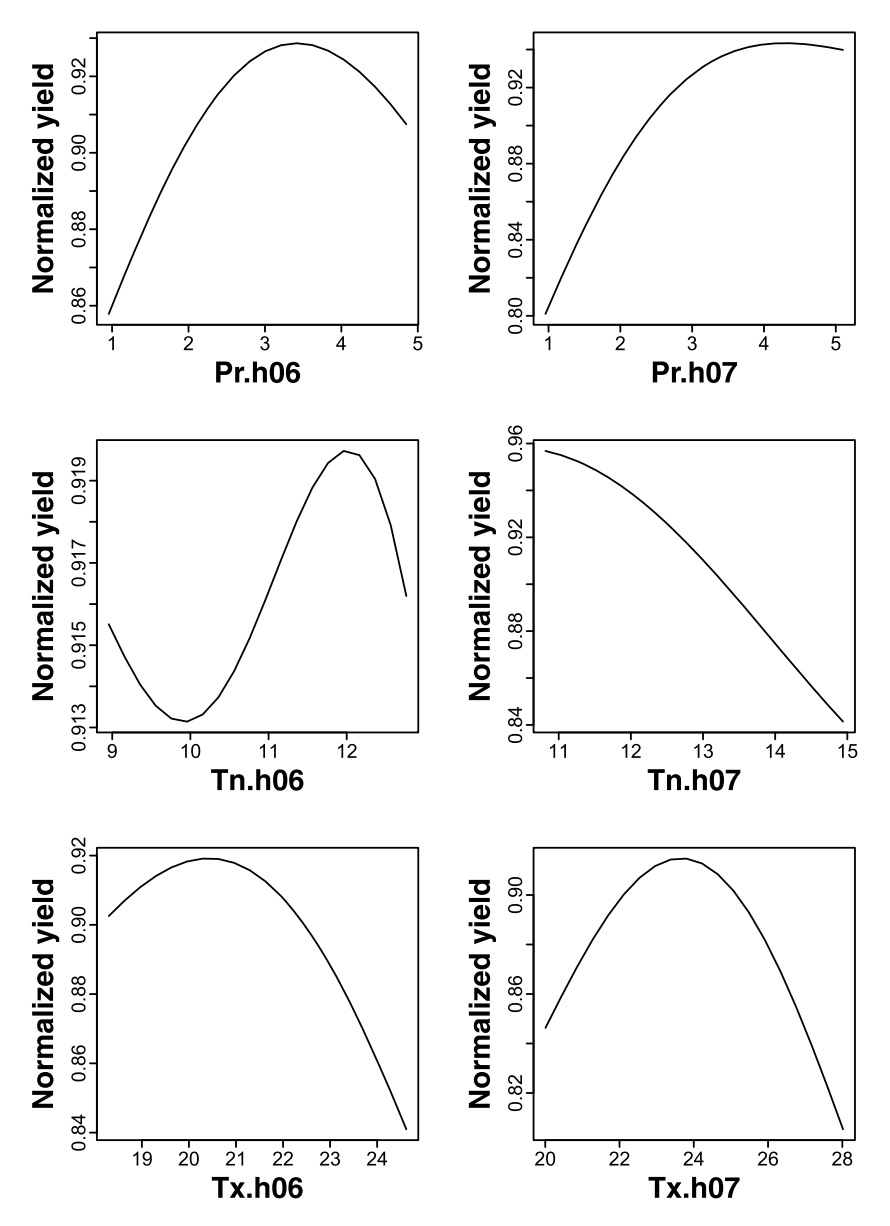 Normalized yield
0.86 0.88 0.90 0.92
1 2 3 4 5
Pr.h06
Normalized yield
0.80 0.84 0.88 0.92
1 2 3 4 5
Pr.h07
Normalized yield
0.913 0.915 0.917 0.919
9 10 11 12
Tn.h06
Normalized yield
0.84 0.88 0.92 0.96
11 12 13 14 15
Tn.h07
Normalized yield
0.84 0.86 0.88 0.90 0.92
19 20 21 22 23 24
Tx.h06
Normalized yield
0.82 0.86 0.90
20 22 24 26 28
Tx.h07